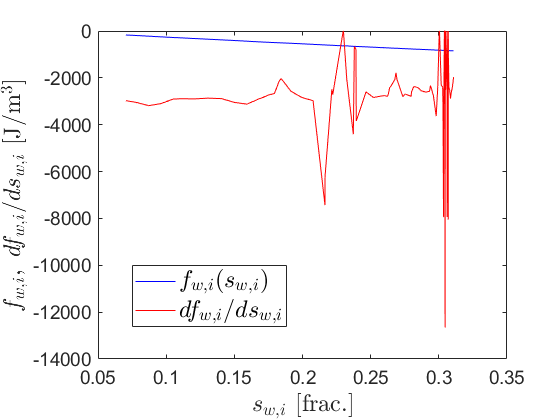 0
-2000
-4000
-6000
-8000
-10000
-12000
-14000
0.05 0.1 0.15 0.2 0.25 0.3 0.35
f_{w,i}, df_{w,i}/ds_{w,i} [J/m^3]
f_{w,i}(s_{w,i})
df_{w,i}/ds_{w,i}
s_{w,i} [frac.]